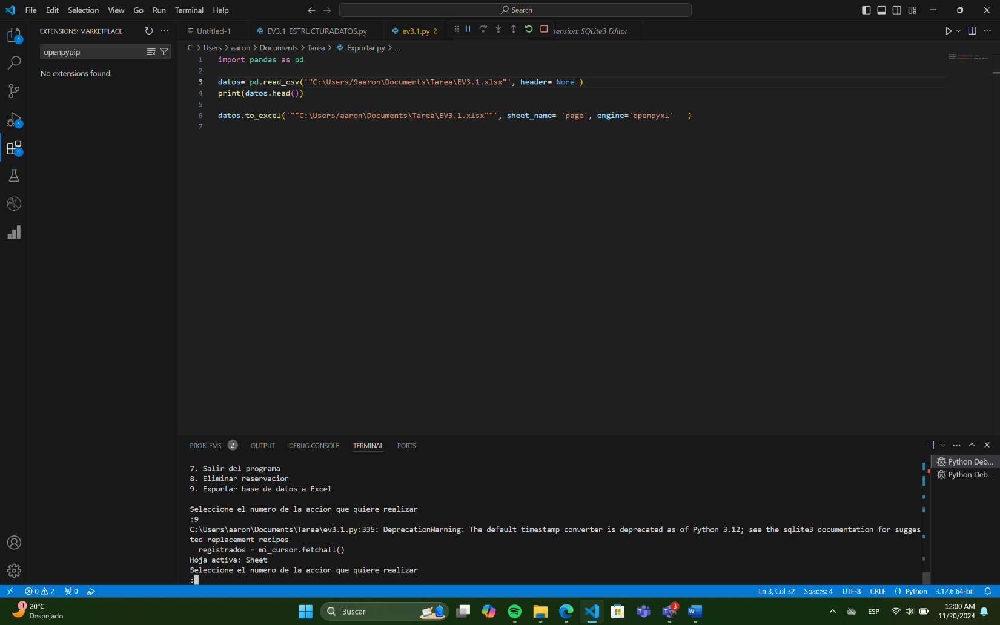 File Edit Selection View Go Run Terminal Help
Search
EXTENSIONS: MARKETPLACE
Untitled-1
EV3.1_ESTRUCTURADATOS.py
ev3.1.py 2
tension: SQLite3 Editor
openpypip
No extensions found.
C: > Users > aaron > Documents > Tarea > Exportar.py > ...
1 import pandas as pd
2
3 datos= pd.read_csv('"C:\Users/9aaron\Documents\Tarea\EV3.1.xlsx"', header= None )
4 print(datos.head())
5
6 datos.to_excel('""C:\Users/aaron\Documents\Tarea\EV3.1.xlsx""', sheet_name= 'page', engine='openpyxl' )
7
1
1
1
PROBLEMS 2 OUTPUT DEBUG CONSOLE TERMINAL PORTS
7. Salir del programa
8. Eliminar reservacion
9. Exportar base de datos a Excel
Seleccione el numero de la accion que quiere realizar
:9
C:\Users\aaron\Documents\Tarea\ev3.1.py:335: DeprecationWarning: The default timestamp converter is deprecated as of Python 3.12; see the sqlite3 documentation for sugges
ted replacement recipes
registrados = mi_cursor.fetchall()
Hoja activa: Sheet
Seleccione el numero de la accion que quiere realizar
:
Python Deb...
Python Deb...
0 2 0
Ln 3, Col 32 Spaces: 4 UTF-8 CRLF {} Python 3.12.6 64-bit
1
20°C
Despejado
Buscar
3
ESP
12:00 AM
11/20/2024